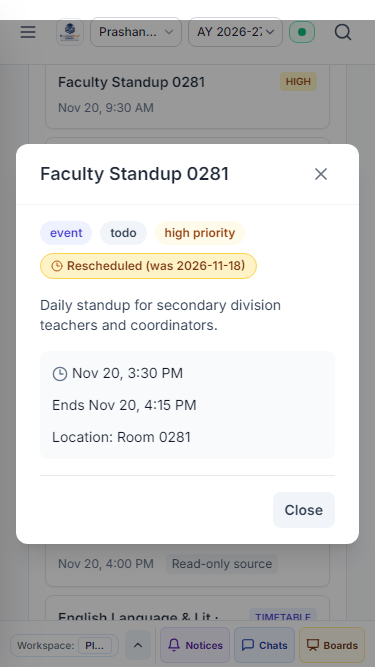 Prashan...
AY 2026-27
Faculty Standup 0281
HIGH
Nov 20, 9:30 AM
Faculty Standup 0281
event
todo
high priority
Rescheduled (was 2026-11-18)
Daily standup for secondary division
teachers and coordinators.
Nov 20, 3:30 PM
Ends Nov 20, 4:15 PM
Location: Room 0281
Close
Nov 20, 4:00 PM
Read-only source
English Language & Lit ·
TIMETABLE
Workspace:
Pl...
Notices
Chats
Boards